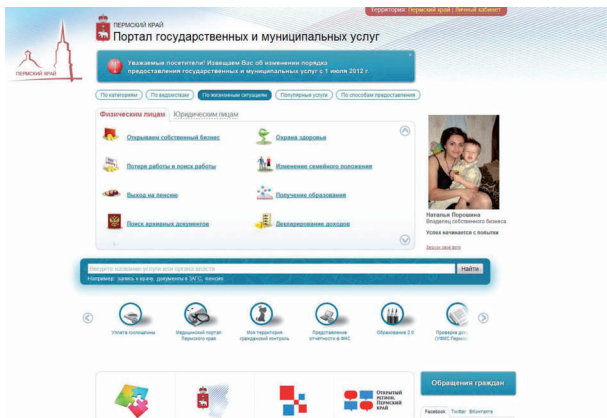 Территория: Пермский край | Личный кабинет
ПЕРМСКИЙ КРАЙ
Портал государственных и муниципальных услуг
ПЕРМСКИЙ КРАЙ
Уважаемые посетители! Извещаем Вас об изменении порядка
предоставления государственных и муниципальных услуг с 1 июля 2012 г.
По категориям По ведомствам По жизненным ситуациям Популярные услуги По способам предоставления
Физическим лицам Юридическим лицам
Открываем собственный бизнес Охрана здоровья
Потеря работы и поиск работы Изменение семейного положения
Выход на пенсию Получение образования
Поиск архивных документов Декларирование доходов
Наталья Порошина
Владелец собственного бизнеса
Успех начинается с попытки
Введите название услуги или органа власти Найти
Например: запись к врачу, документы в ЗАГС, пенсия
Уплата госпошлины Медицинский портал Пермского края Моя территория гражданский контроль Представление отчетности в ФНС Образование 2.0 Проверка
(УФМС
Обращения граждан
ОТКРЫТЫЙ
РЕГИОН.
ПЕРМСКИЙ
КРАЙ
Facebook Twitter ВКонтакте